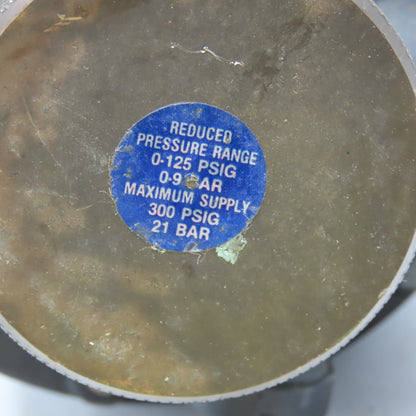 REDUCED
PRESSURE RANGE
0-125 PSIG
0-9 BAR
MAXIMUM SUPPLY
300 PSIG
21 BAR